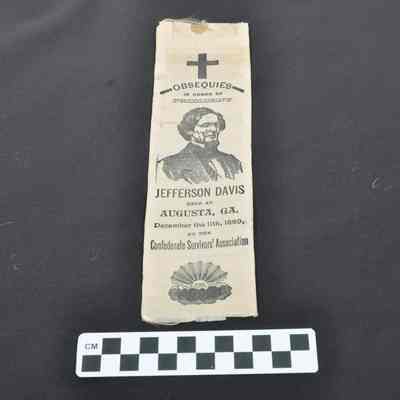 OBSEQUIES
IN HONOR OF
PRESIDENT
JEFFERSON DAVIS
HELD AT
AUGUSTA, GA.
December 11th, 1889,
BY THE
Confederate Survivors' Association
CM